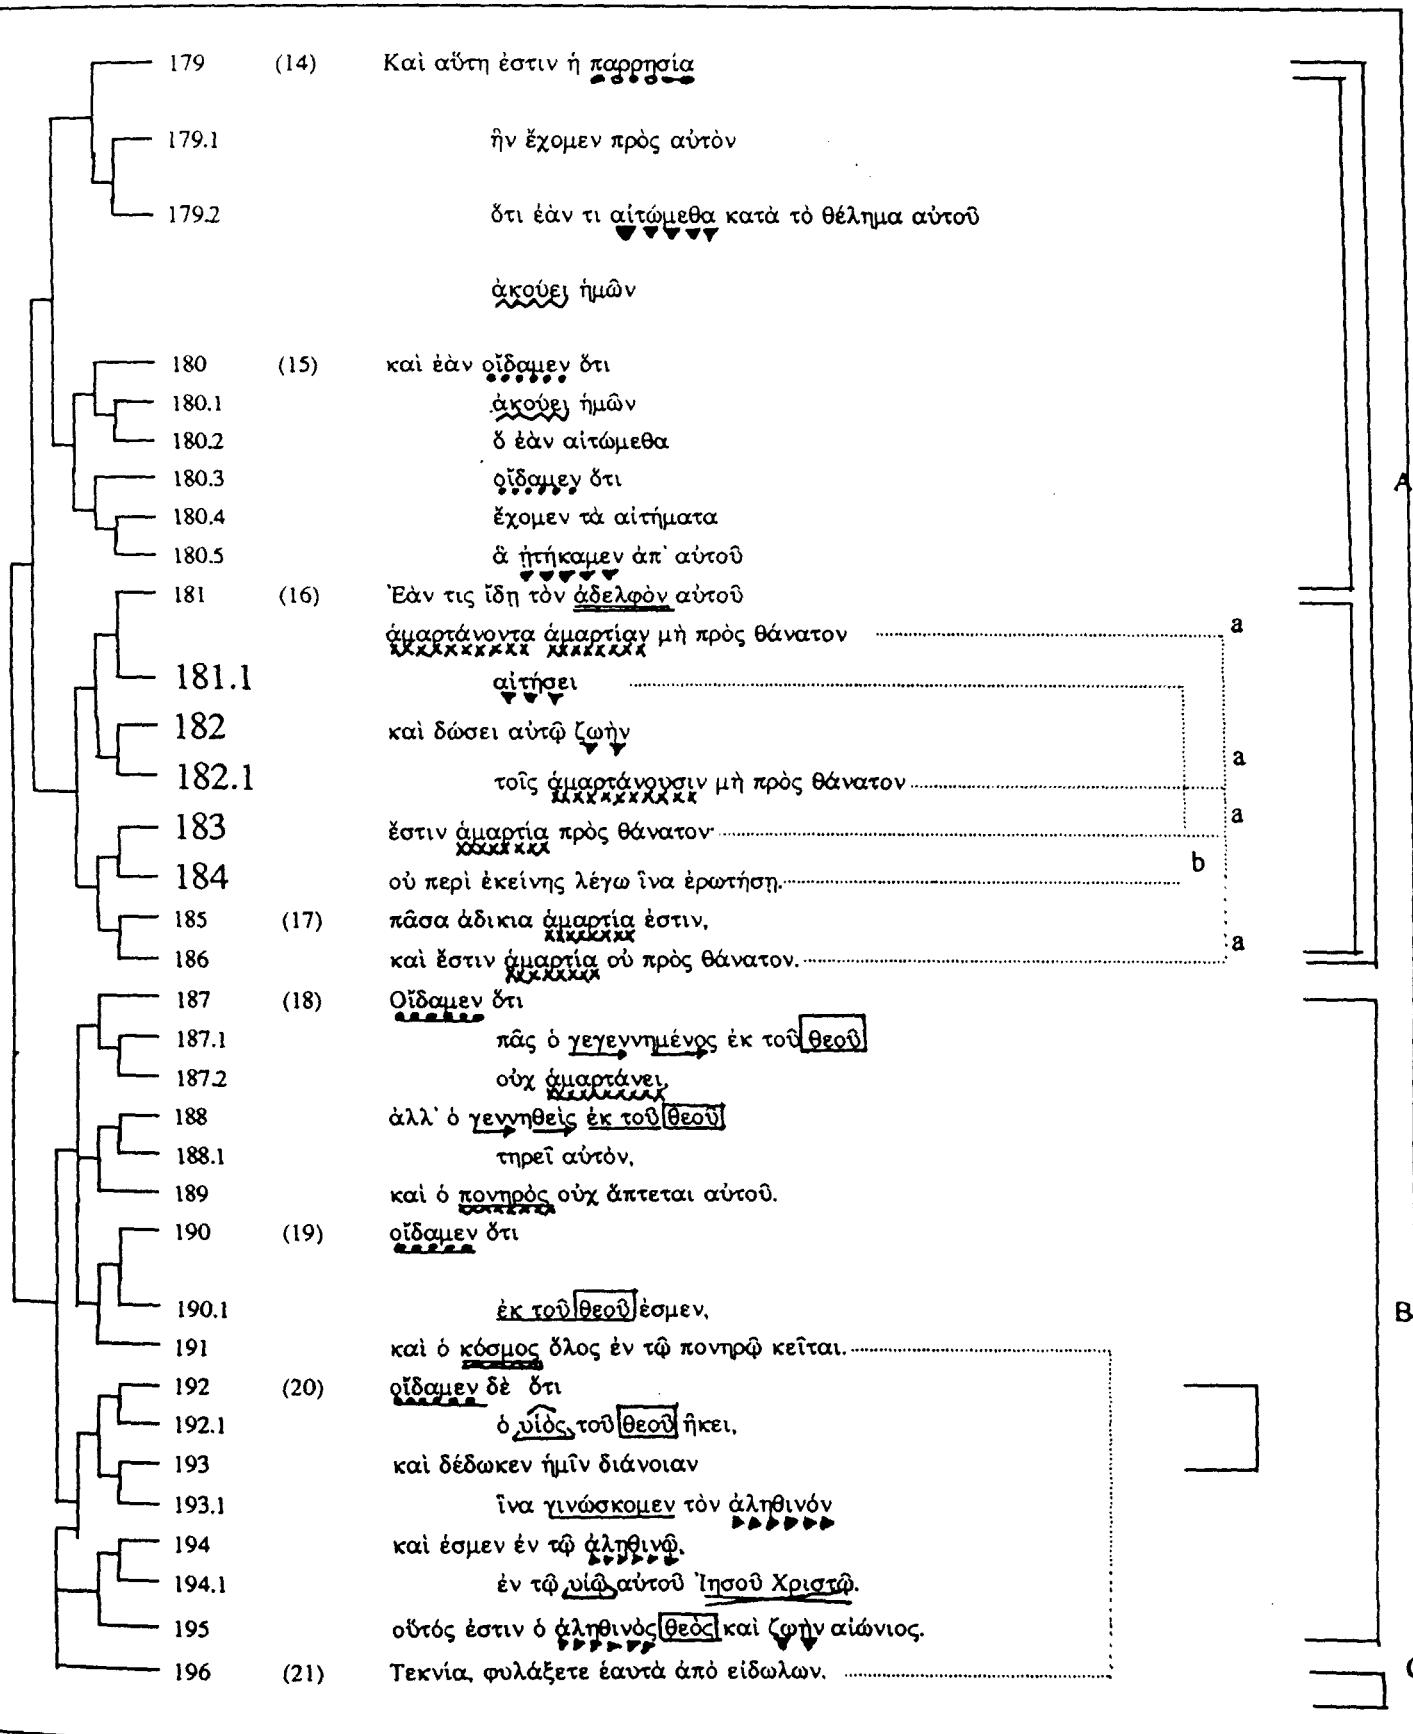 179 (14) Καὶ αὕτη ἐστιν ἡ παρρησία
179.1 ἣν ἔχομεν πρὸς αὐτὸν
179.2 ὅτι ἐὰν τι αἰτώμεθα κατὰ τὸ θέλημα αὐτοῦ
ἀκούει ἡμῶν
180 (15) καὶ ἐὰν οἴδαμεν ὅτι
180.1 ἀκούει ἡμῶν
180.2 ὃ ἐὰν αἰτώμεθα
180.3 οἴδαμεν ὅτι
180.4 ἔχομεν τὰ αἰτήματα
180.5 ἃ ᾐτήκαμεν ἀπ' αὐτοῦ
A
181 (16) Ἐὰν τις ἴδῃ τὸν ἀδελφὸν αὐτοῦ
ἁμαρτάνοντα ἁμαρτίαν μὴ πρὸς θάνατον a
181.1 αἰτήσει
182 καὶ δώσει αὐτῷ ζωὴν
a
182.1 τοῖς ἁμαρτάνουσιν μὴ πρὸς θάνατον
a
183 ἔστιν ἁμαρτία πρὸς θάνατον·
b
184 οὐ περὶ ἐκείνης λέγω ἵνα ἐρωτήσῃ.
185 (17) πᾶσα ἀδικια ἁμαρτία ἐστιν,
a
186 καὶ ἔστιν ἁμαρτία οὐ πρὸς θάνατον.
187 (18) Οἴδαμεν ὅτι
187.1 πᾶς ὁ γεγεννημένος ἐκ τοῦ θεοῦ
187.2 οὐχ ἁμαρτάνει,
188 ἀλλ' ὁ γεννηθεὶς ἐκ τοῦ θεοῦ
188.1 τηρεῖ αὐτὸν,
189 καὶ ὁ πονηρὸς οὐχ ἅπτεται αὐτοῦ.
190 (19) οἴδαμεν ὅτι
190.1 ἐκ τοῦ θεοῦ ἐσμεν,
B
191 καὶ ὁ κόσμος ὅλος ἐν τῷ πονηρῷ κεῖται.
192 (20) οἴδαμεν δὲ ὅτι
192.1 ὁ υἱὸς τοῦ θεοῦ ἥκει,
193 καὶ δέδωκεν ἡμῖν διάνοιαν
193.1 ἵνα γινώσκομεν τὸν ἀληθινόν
194 καὶ ἐσμεν ἐν τῷ ἀληθινῷ,
194.1 ἐν τῷ υἱῷ αὐτοῦ Ἰησοῦ Χριστῷ.
195 οὗτός ἐστιν ὁ ἀληθινὸς θεὸς καὶ ζωὴν αἰώνιος.
196 (21) Τεκνία, φυλάξετε ἑαυτὰ ἀπὸ εἰδωλων.